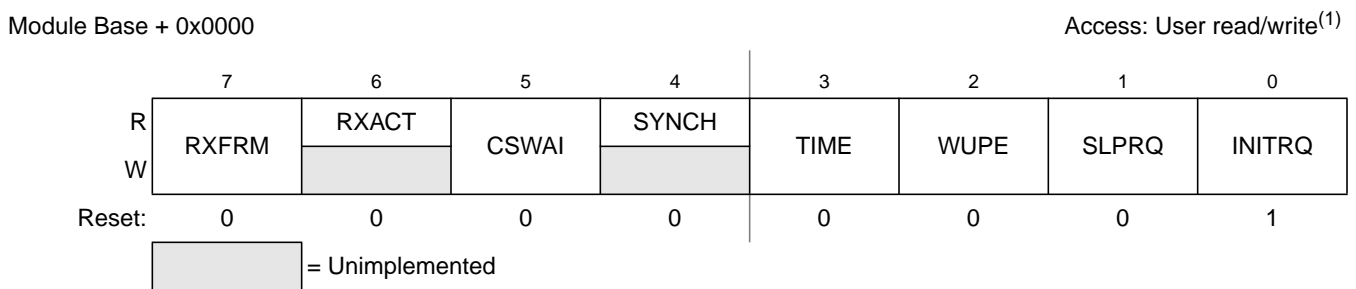 Module Base + 0x0000 Access: User read/write(1)
7 6 5 4 3 2 1 0
R RXFRM RXACT CSWAI SYNCH TIME WUPE SLPRQ INITRQ
W
Reset: 0 0 0 0 0 0 0 1
= Unimplemented